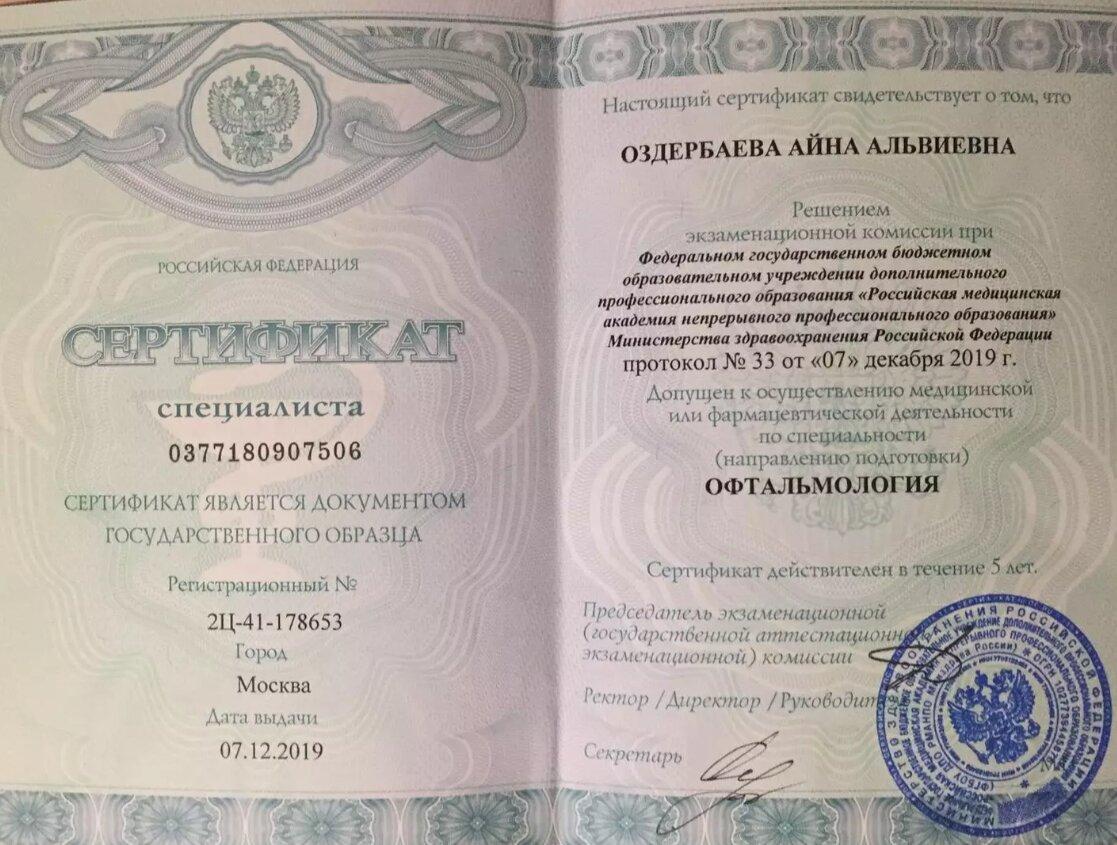 РОССИЙСКАЯ ФЕДЕРАЦИЯ
СЕРТИФИКАТ
специалиста
0377180907506
СЕРТИФИКАТ ЯВЛЯЕТСЯ ДОКУМЕНТОМ
ГОСУДАРСТВЕННОГО ОБРАЗЦА
Регистрационный №
2Ц-41-178653
Город
Москва
Дата выдачи
07.12.2019
Настоящий сертификат свидетельствует о том, что
ОЗДЕРБАЕВА АЙНА АЛЬВИЕВНА
Решением
экзаменационной комиссии при
Федеральном государственном бюджетном
образовательном учреждении дополнительного
профессионального образования «Российская медицинская
академия непрерывного профессионального образования»
Министерства здравоохранения Российской Федерации
протокол № 33 от «07» декабря 2019 г.
Допущен к осуществлению медицинской
или фармацевтической деятельности
по специальности
(направлению подготовки)
ОФТАЛЬМОЛОГИЯ
Сертификат действителен в течение 5 лет.
Председатель экзаменационной
(государственной аттестационн
экзаменационной) комиссии
Ректор /Директор /Руководит
Секретарь